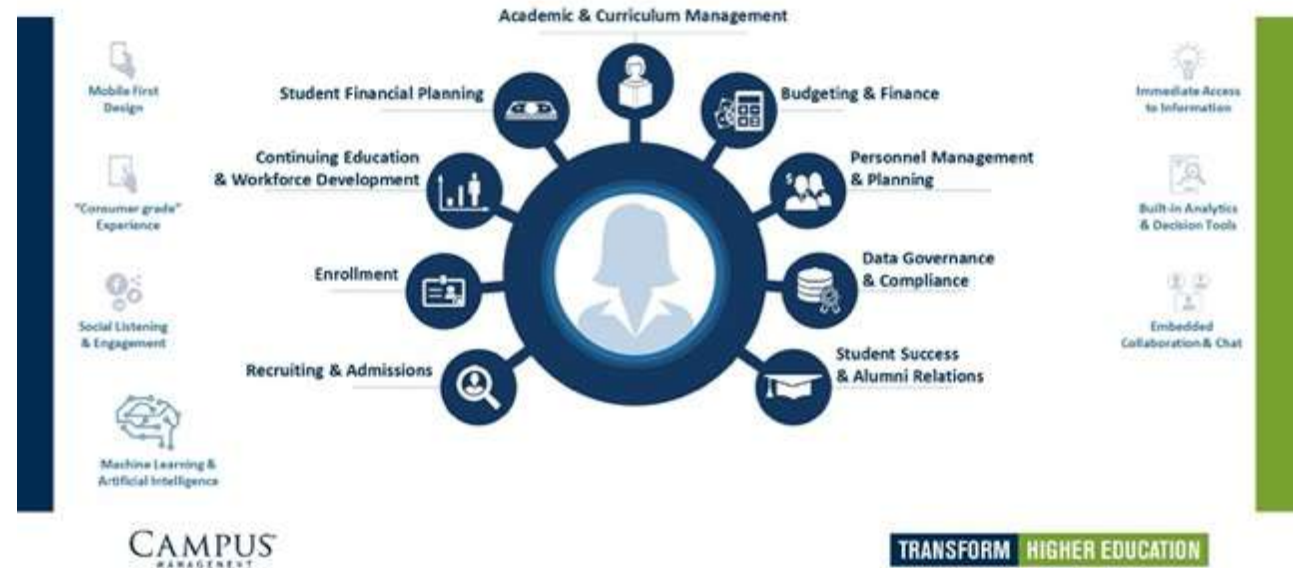 Academic & Curriculum Management
Mobile First
Design
Student Financial Planning
Budgeting & Finance
Immediate Access
to Information
Continuing Education
& Workforce Development
Personnel Management
& Planning
"Consumer grade"
Experience
Built-in Analytics
& Decision Tools
Enrollment
Data Governance
& Compliance
Social Listening
& Engagement
Embedded
Collaboration & Chat
Recruiting & Admissions
Student Success
& Alumni Relations
Machine Learning &
Artificial Intelligence
CAMPUS
MANAGEMENT
TRANSFORM HIGHER EDUCATION